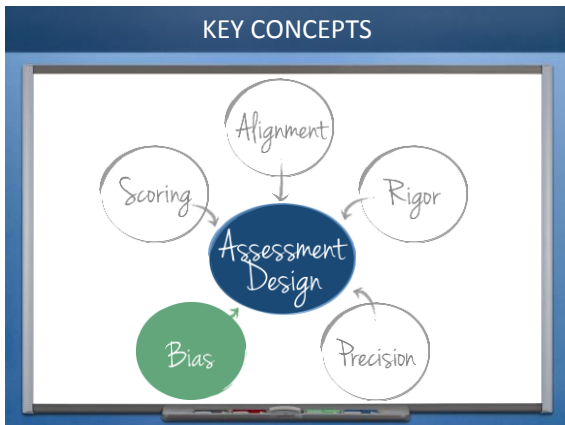 KEY CONCEPTS
Alignment
Scoring
Rigor
Assessment
Design
Bias
Precision